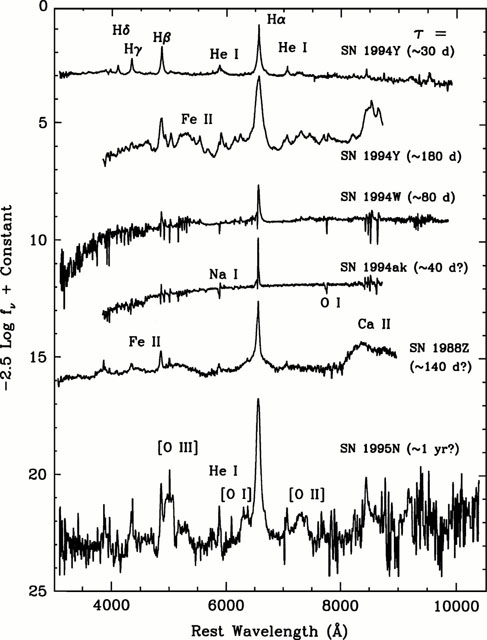 0
Hα
Hδ
Hβ
τ =
Hγ
He I
He I
SN 1994Y (~30 d)
5
Fe II
SN 1994Y (~180 d)
SN 1994W (~80 d)
10
SN 1994ak (~40 d?)
Na I
O I
Ca II
Fe II
SN 1988Z
(~140 d?)
15
SN 1995N (~1 yr?)
[O III]
He I
20
[O I]
[O II]
25
4000 6000 8000 10000
Rest Wavelength (Å)
−2.5 Log fν + Constant